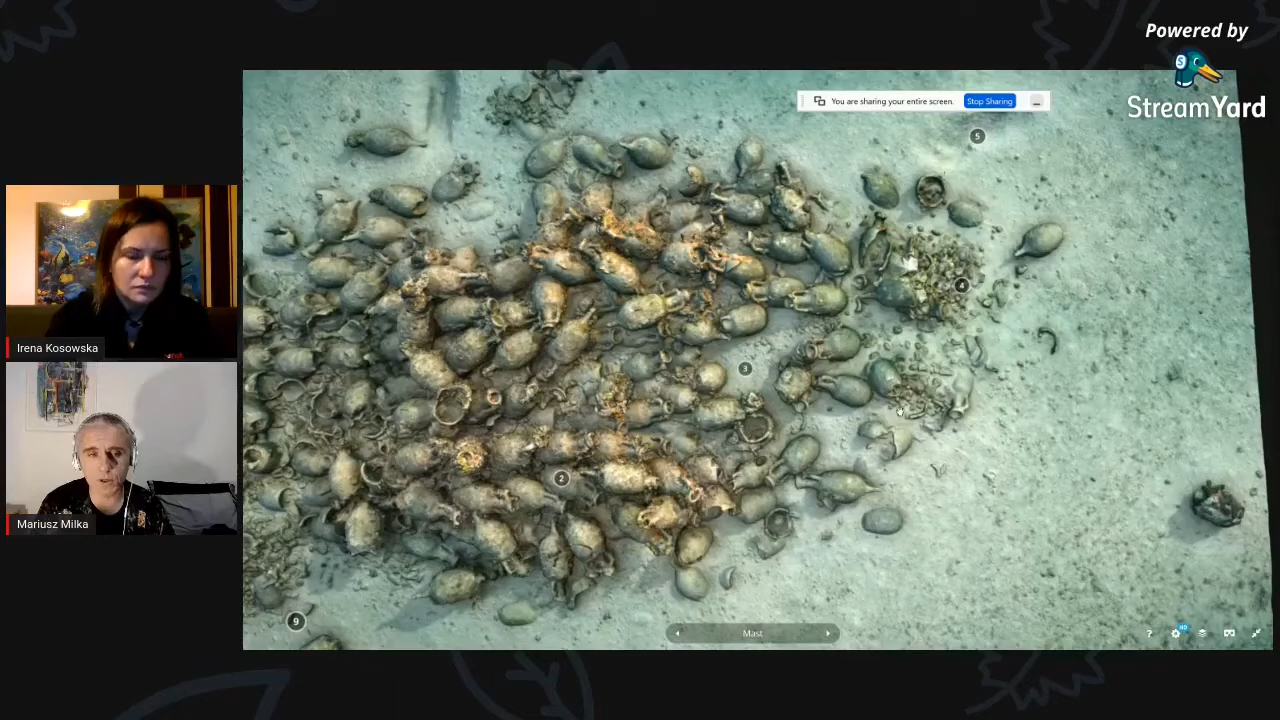 Powered by
StreamYard
You are sharing your entire screen.
Stop Sharing
5
4
3
2
9
Irena Kosowska
Mariusz Milka
Mast
?
HD